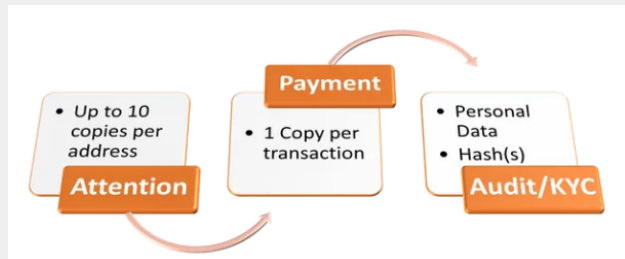 • Up to 10
copies per
address
Attention
Payment
• 1 Copy per
transaction
• Personal
Data
• Hash(s)
Audit/KYC